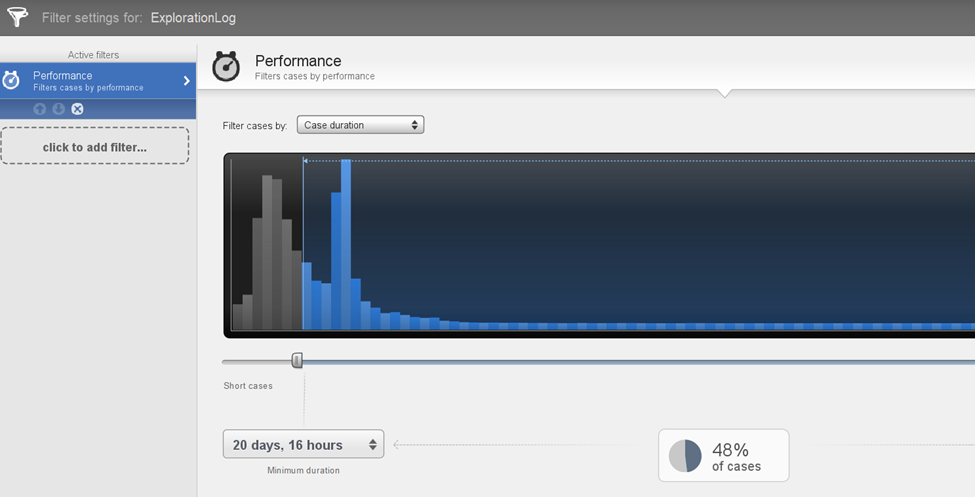 Filter settings for: ExplorationLog
Active filters
Performance
Filters cases by performance
click to add filter...
Performance
Filters cases by performance
Filter cases by: Case duration
Short cases
20 days, 16 hours
Minimum duration
48%
of cases